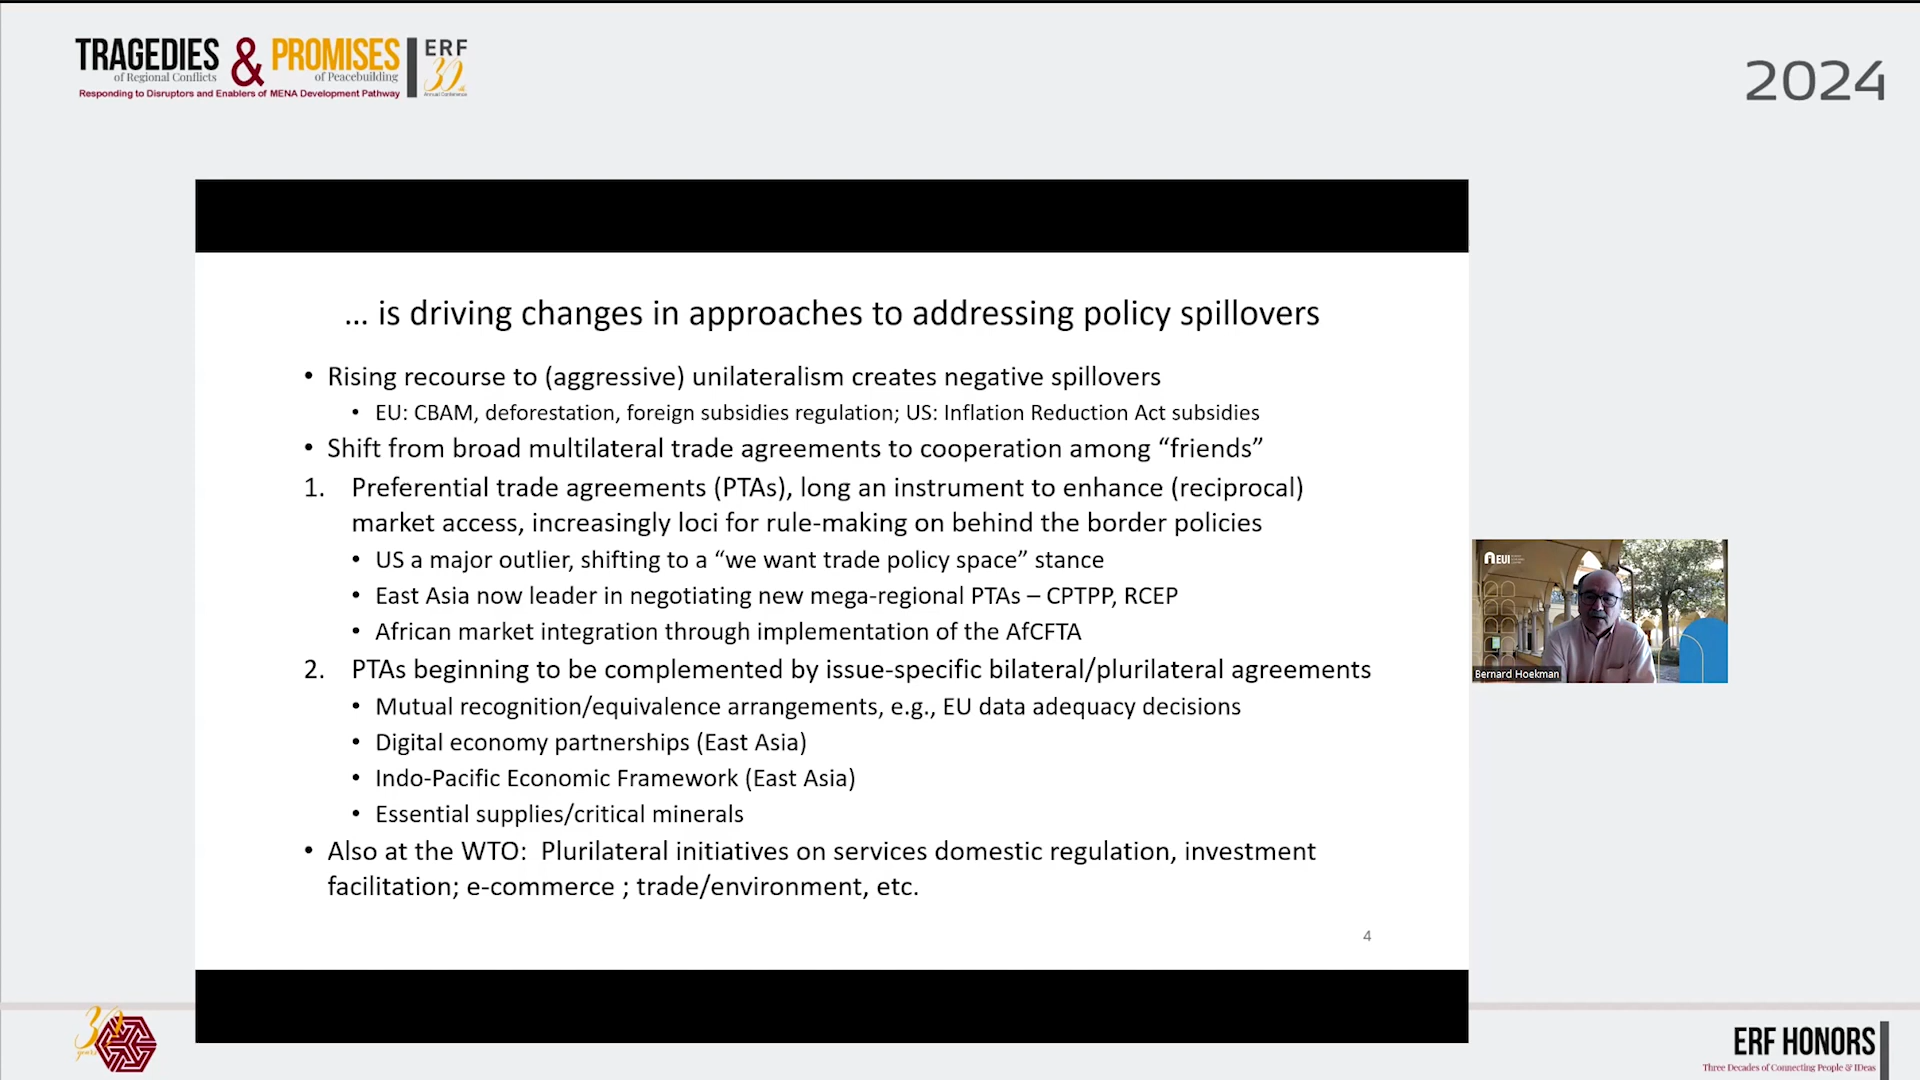 TRAGEDIES & PROMISES
of Regional Conflicts of Peacebuilding
Responding to Disruptors and Enablers of MENA Development Pathway
ERF
30th
Annual Conference
2024
… is driving changes in approaches to addressing policy spillovers
• Rising recourse to (aggressive) unilateralism creates negative spillovers
• EU: CBAM, deforestation, foreign subsidies regulation; US: Inflation Reduction Act subsidies
• Shift from broad multilateral trade agreements to cooperation among “friends”
1. Preferential trade agreements (PTAs), long an instrument to enhance (reciprocal)
market access, increasingly loci for rule-making on behind the border policies
• US a major outlier, shifting to a “we want trade policy space” stance
• East Asia now leader in negotiating new mega-regional PTAs – CPTPP, RCEP
• African market integration through implementation of the AfCFTA
2. PTAs beginning to be complemented by issue-specific bilateral/plurilateral agreements
• Mutual recognition/equivalence arrangements, e.g., EU data adequacy decisions
• Digital economy partnerships (East Asia)
• Indo-Pacific Economic Framework (East Asia)
• Essential supplies/critical minerals
• Also at the WTO:  Plurilateral initiatives on services domestic regulation, investment
facilitation; e-commerce ; trade/environment, etc.
4
EUI
Bernard Hoekman
30
years
ERF HONORS
Three Decades of Connecting People & IDeas